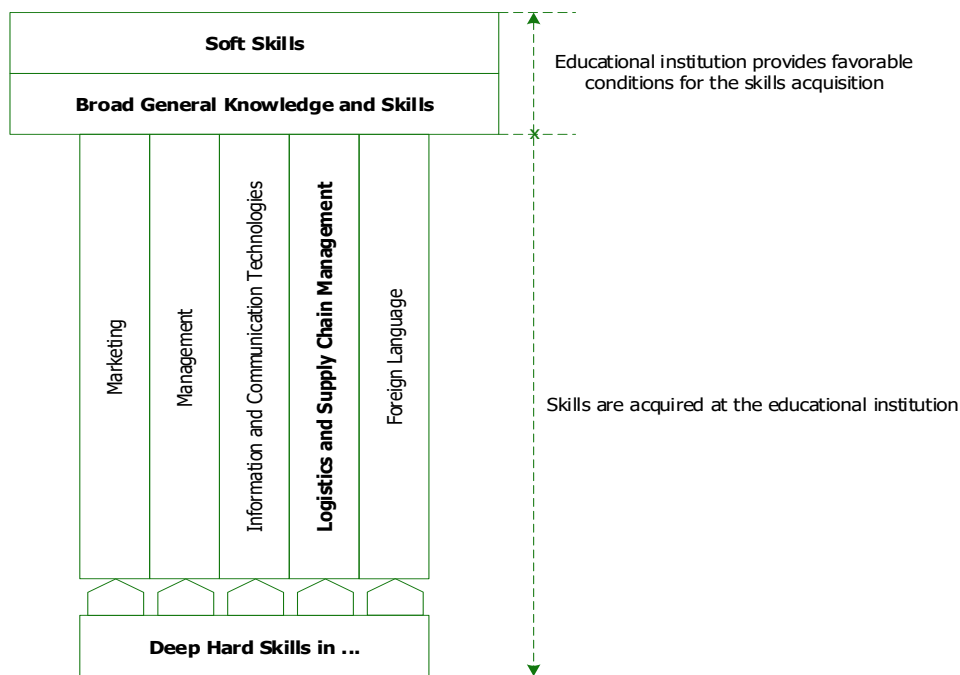 Soft Skills
Broad General Knowledge and Skills
Educational institution provides favorable
conditions for the skills acquisition
Marketing
Management
Information and Communication Technologies
Logistics and Supply Chain Management
Foreign Language
Skills are acquired at the educational institution
Deep Hard Skills in ...